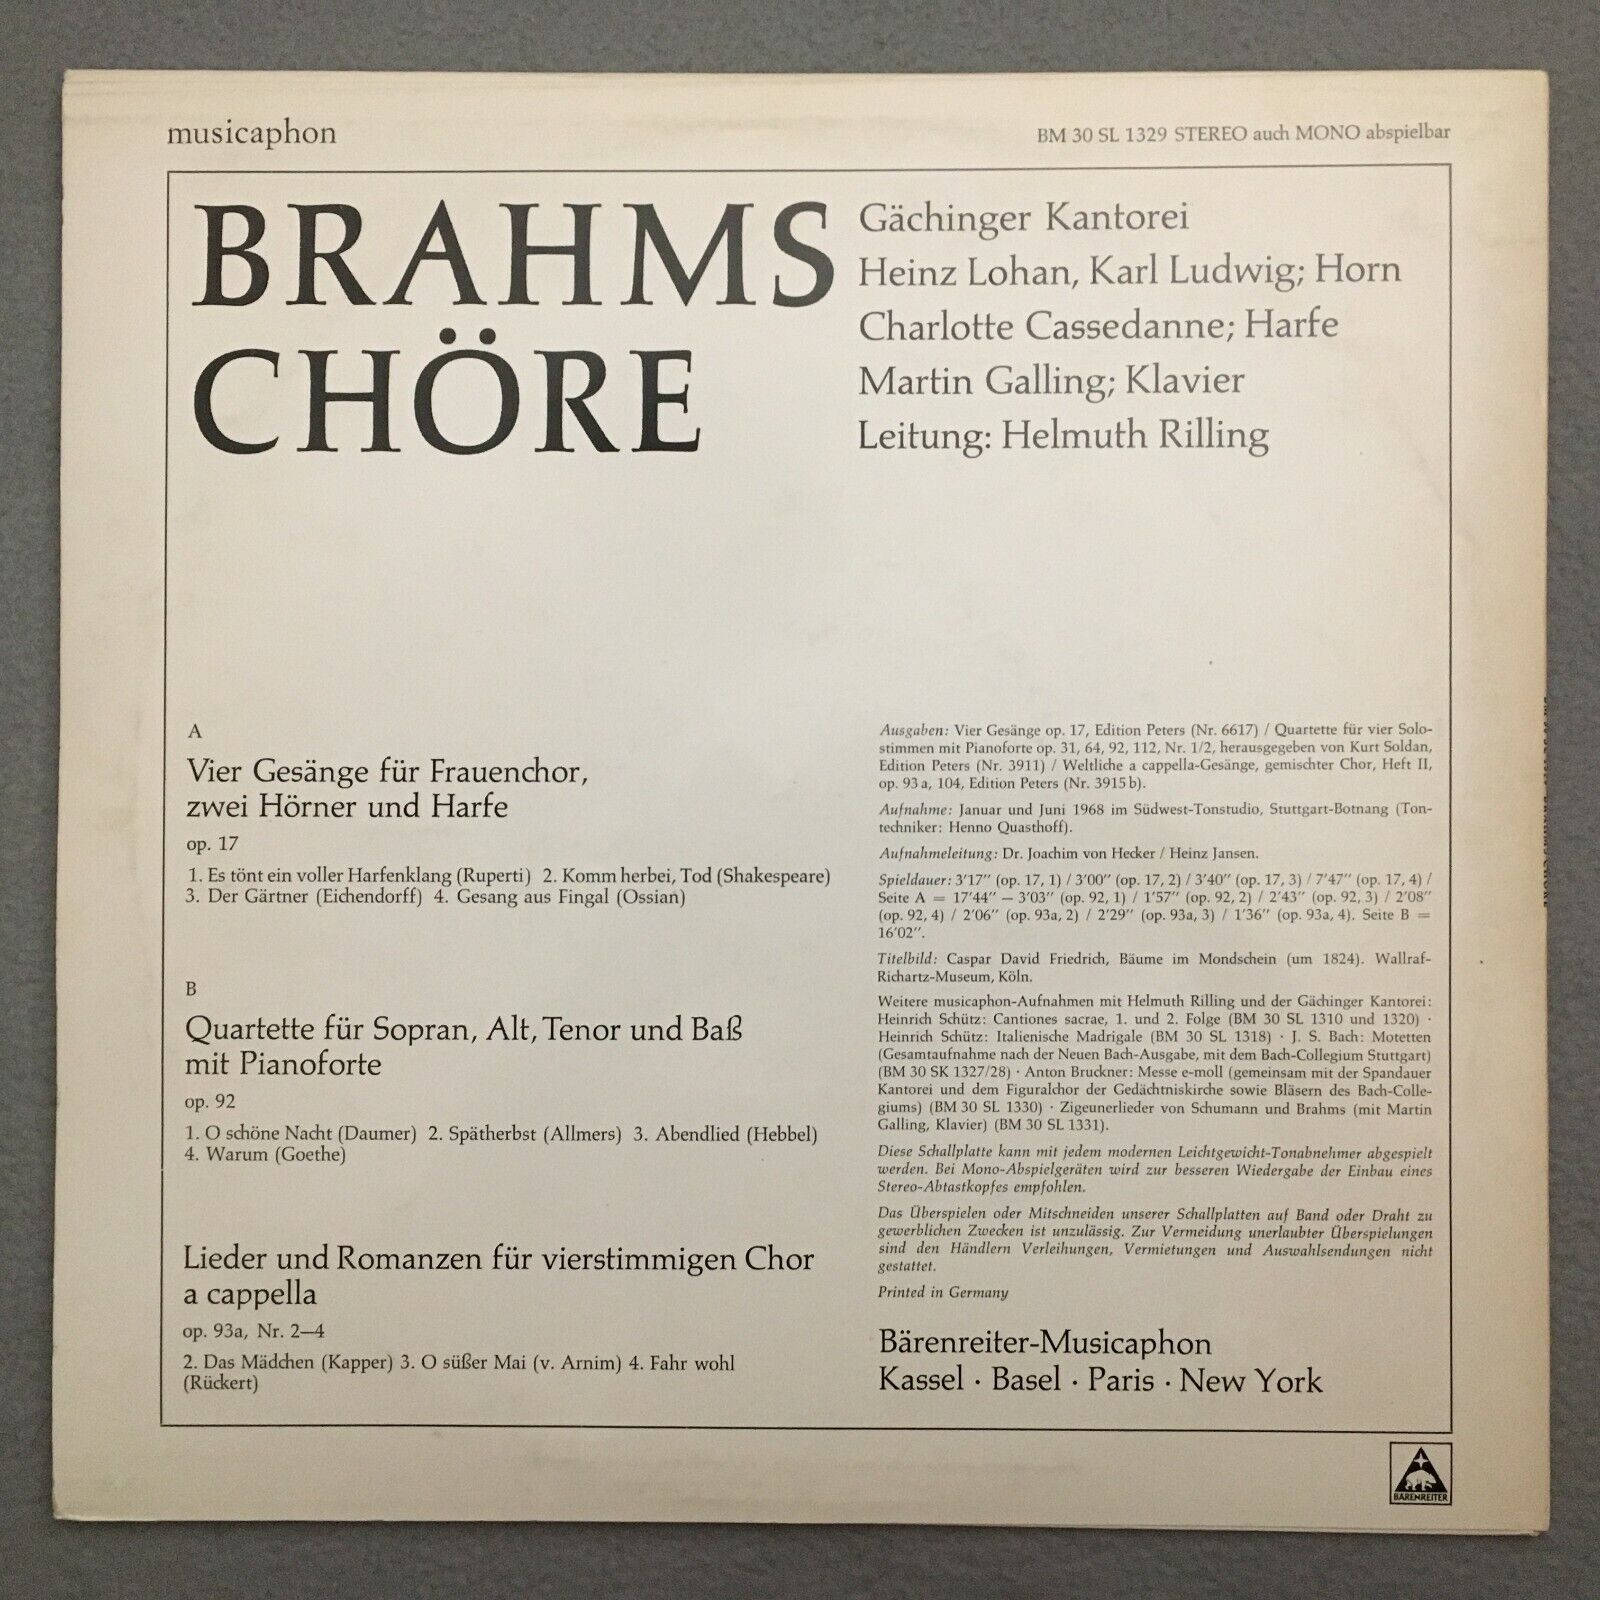 musicaphon
BM 30 SL 1329 STEREO auch MONO abspielbar
BRAHMS
CHÖRE
Gächinger Kantorei
Heinz Lohan, Karl Ludwig; Horn
Charlotte Cassedanne; Harfe
Martin Galling; Klavier
Leitung: Helmuth Rilling
A
Vier Gesänge für Frauenchor,
zwei Hörner und Harfe
op. 17
1. Es tönt ein voller Harfenklang (Ruperti) 2. Komm herbei, Tod (Shakespeare)
3. Der Gärtner (Eichendorff) 4. Gesang aus Fingal (Ossian)
B
Quartette für Sopran, Alt, Tenor und Baß
mit Pianoforte
op. 92
1. O schöne Nacht (Daumer) 2. Spätherbst (Allmers) 3. Abendlied (Hebbel)
4. Warum (Goethe)
Lieder und Romanzen für vierstimmigen Chor
a cappella
op. 93a, Nr. 2–4
2. Das Mädchen (Kapper) 3. O süßer Mai (v. Arnim) 4. Fahr wohl
(Rückert)
Ausgaben: Vier Gesänge op. 17, Edition Peters (Nr. 6617) / Quartette für vier Solo-
stimmen mit Pianoforte op. 31, 64, 92, 112, Nr. 1/2, herausgegeben von Kurt Soldan,
Edition Peters (Nr. 3911) / Weltliche a cappella-Gesänge, gemischter Chor, Heft II,
op. 93 a, 104, Edition Peters (Nr. 3915 b).
Aufnahme: Januar und Juni 1968 im Südwest-Tonstudio, Stuttgart-Botnang (Ton-
techniker: Henno Quasthoff).
Aufnahmeleitung: Dr. Joachim von Hecker / Heinz Jansen.
Spieldauer: 3'17'' (op. 17, 1) / 3'00'' (op. 17, 2) / 3'40'' (op. 17, 3) / 7'47'' (op. 17, 4) /
Seite A = 17'44'' – 3'03'' (op. 92, 1) / 1'57'' (op. 92, 2) / 2'43'' (op. 92, 3) / 2'08''
(op. 92, 4) / 2'06'' (op. 93a, 2) / 2'29'' (op. 93a, 3) / 1'36'' (op. 93a, 4). Seite B =
16'02''.
Titelbild: Caspar David Friedrich, Bäume im Mondschein (um 1824). Wallraf-
Richartz-Museum, Köln.
Weitere musicaphon-Aufnahmen mit Helmuth Rilling und der Gächinger Kantorei:
Heinrich Schütz: Cantiones sacrae, 1. und 2. Folge (BM 30 SL 1310 und 1320) ·
Heinrich Schütz: Italienische Madrigale (BM 30 SL 1318) · J. S. Bach: Motetten
(Gesamtaufnahme nach der Neuen Bach-Ausgabe, mit dem Bach-Collegium Stuttgart)
(BM 30 SK 1327/28) · Anton Bruckner: Messe e-moll (gemeinsam mit der Spandauer
Kantorei und dem Figuralchor der Gedächtniskirche sowie Bläsern des Bach-Colle-
giums) (BM 30 SL 1330) · Zigeunerlieder von Schumann und Brahms (mit Martin
Galling, Klavier) (BM 30 SL 1331).
Diese Schallplatte kann mit jedem modernen Leichtgewicht-Tonabnehmer abgespielt
werden. Bei Mono-Abspielgeräten wird zur besseren Wiedergabe der Einbau eines
Stereo-Abtastkopfes empfohlen.
Das Überspielen oder Mitschneiden unserer Schallplatten auf Band oder Draht zu
gewerblichen Zwecken ist unzulässig. Zur Vermeidung unerlaubter Überspielungen
sind den Händlern Verleihungen, Vermietungen und Auswahlsendungen nicht
gestattet.
Printed in Germany
Bärenreiter-Musicaphon
Kassel · Basel · Paris · New York
BÄRENREITER